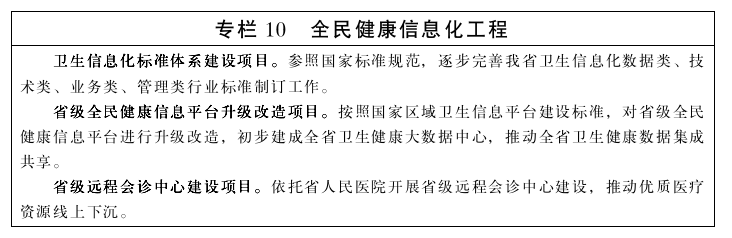 专栏 10 全民健康信息化工程
卫生信息化标准体系建设项目。参照国家标准规范，逐步完善我省卫生信息化数据类、技
术类、业务类、管理类行业标准制订工作。
省级全民健康信息平台升级改造项目。按照国家区域卫生信息平台建设标准，对省级全民
健康信息平台进行升级改造，初步建成全省卫生健康大数据中心，推动全省卫生健康数据集成
共享。
省级远程会诊中心建设项目。依托省人民医院开展省级远程会诊中心建设，推动优质医疗
资源线上下沉。